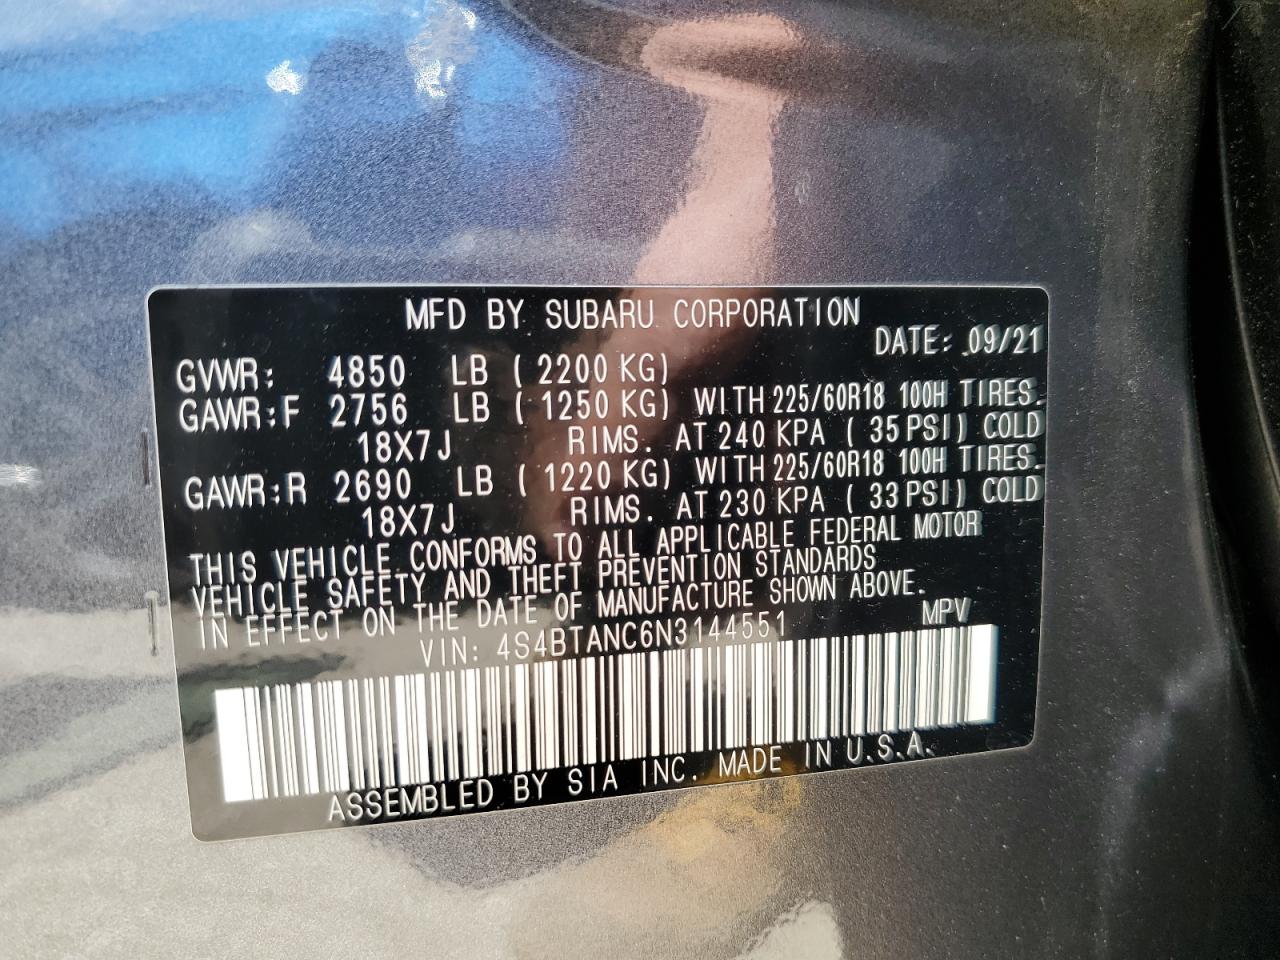 MFD BY SUBARU CORPORATION
DATE: 09/21
GVWR: 4850 LB ( 2200 KG)
GAWR:F 2756 LB ( 1250 KG) WITH 225/60R18 100H TIRES.
18X7J RIMS. AT 240 KPA ( 35 PSI) COLD
GAWR:R 2690 LB ( 1220 KG) WITH 225/60R18 100H TIRES.
18X7J RIMS. AT 230 KPA ( 33 PSI) COLD
THIS VEHICLE CONFORMS TO ALL APPLICABLE FEDERAL MOTOR
VEHICLE SAFETY AND THEFT PREVENTION STANDARDS
IN EFFECT ON THE DATE OF MANUFACTURE SHOWN ABOVE.
VIN: 4S4BTANC6N3144551 MPV
ASSEMBLED BY SIA INC. MADE IN U.S.A.